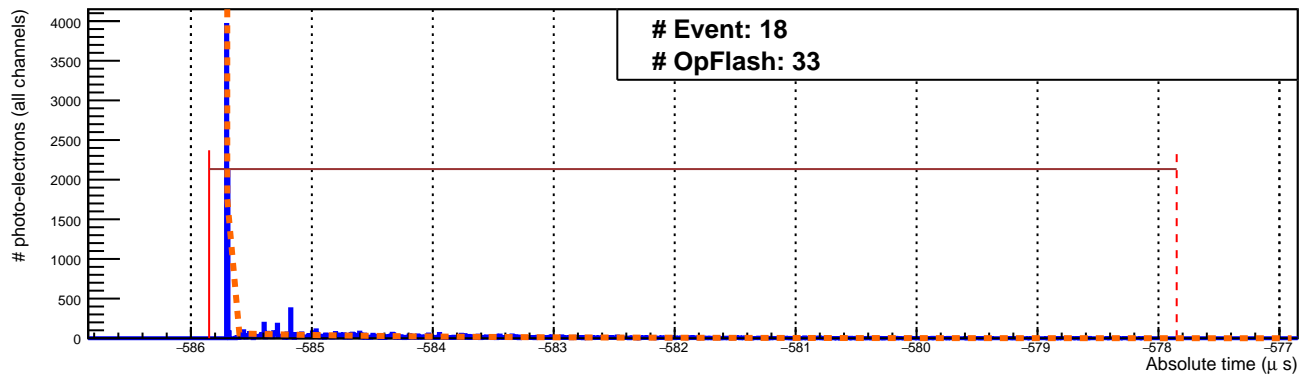 # Event: 18
# OpFlash: 33
# photo-electrons (all channels)
4000
3500
3000
2500
2000
1500
1000
500
0
−586 −585 −584 −583 −582 −581 −580 −579 −578 −577
Absolute time (μ s)